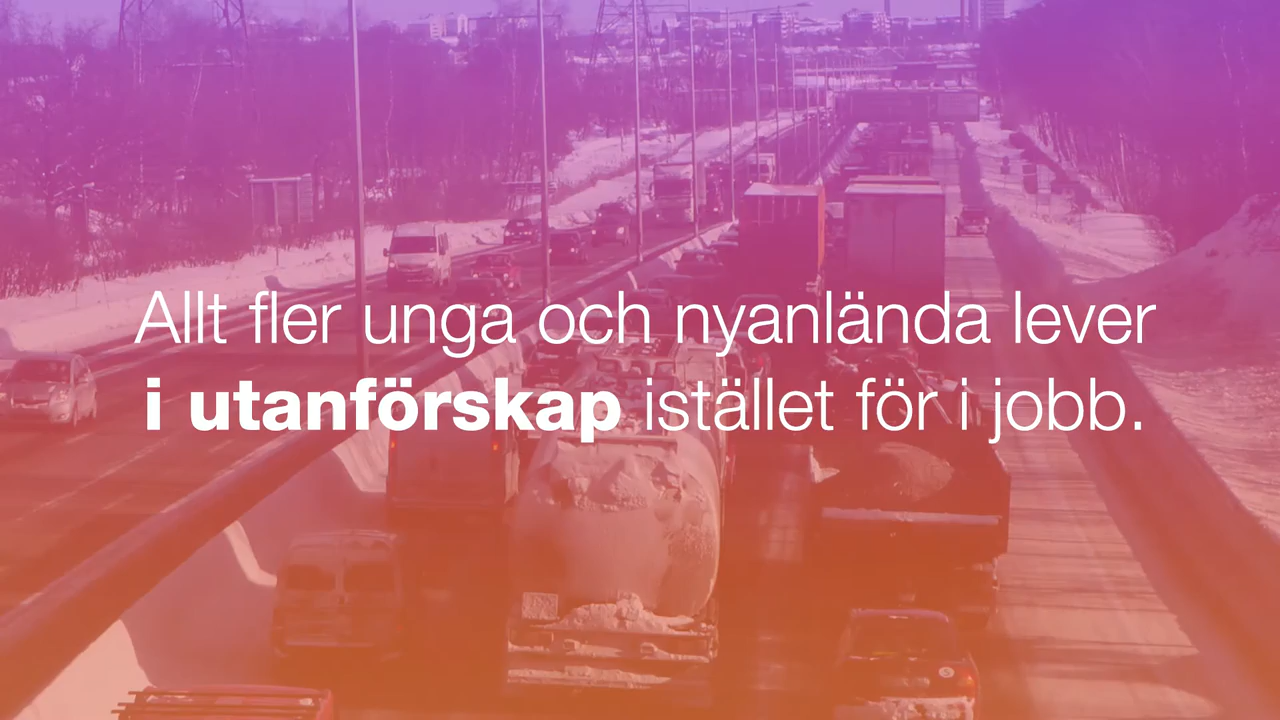 Allt fler unga och nyanlända lever
i utanförskap istället för i jobb.